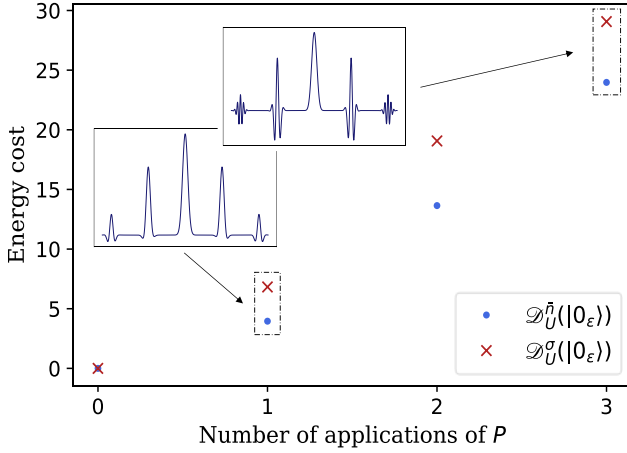 30
25
20
15
10
5
0
Energy cost
0 1 2 3
Number of applications of P
𝒟_U^n̄(|0_ε⟩)
𝒟_U^σ(|0_ε⟩)